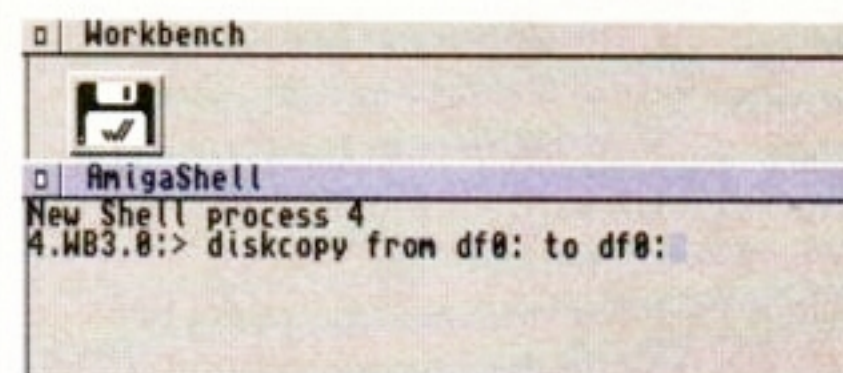 Workbench
AmigaShell
New Shell process 4
4.WB3.0:> diskcopy from df0: to df0: